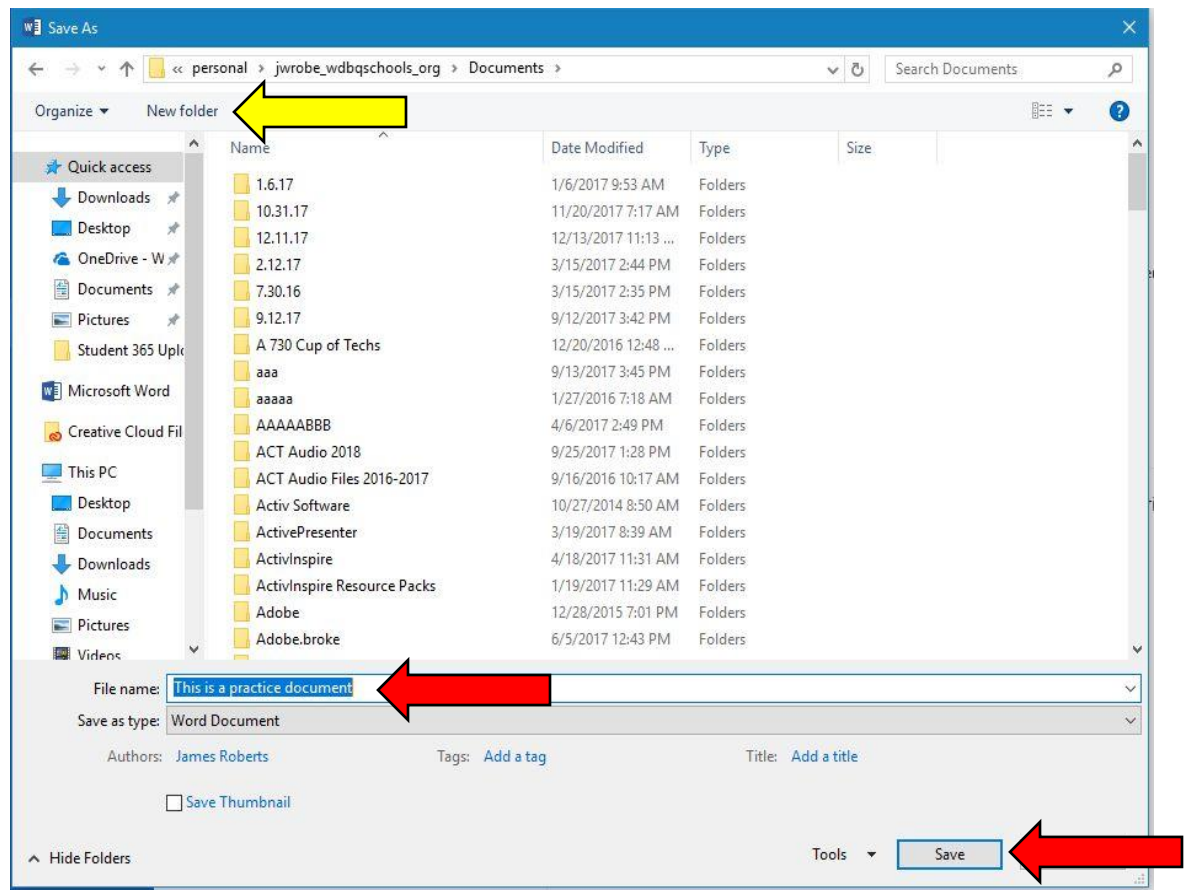 Save As
« personal › jwrobe_wdbqschools_org › Documents › Search Documents
Organize New folder
Name Date Modified Type Size
Quick access
Downloads
Desktop
OneDrive - W
Documents
Pictures
Student 365 Uplo
Microsoft Word
Creative Cloud Fil
This PC
Desktop
Documents
Downloads
Music
Pictures
Videos
1.6.17 1/6/2017 9:53 AM Folders
10.31.17 11/20/2017 7:17 AM Folders
12.11.17 12/13/2017 11:13 ... Folders
2.12.17 3/15/2017 2:44 PM Folders
7.30.16 3/15/2017 2:35 PM Folders
9.12.17 9/12/2017 3:42 PM Folders
A 730 Cup of Techs 12/20/2016 12:48 ... Folders
aaa 9/13/2017 3:45 PM Folders
aaaaa 1/27/2016 7:18 AM Folders
AAAAABBB 4/6/2017 2:49 PM Folders
ACT Audio 2018 9/25/2017 1:28 PM Folders
ACT Audio Files 2016-2017 9/16/2016 10:17 AM Folders
Activ Software 10/27/2014 8:50 AM Folders
ActivePresenter 3/19/2017 8:39 AM Folders
ActivInspire 4/18/2017 11:31 AM Folders
ActivInspire Resource Packs 1/19/2017 11:29 AM Folders
Adobe 12/28/2015 7:01 PM Folders
Adobe.broke 6/5/2017 12:43 PM Folders
File name: This is a practice document
Save as type: Word Document
Authors: James Roberts Tags: Add a tag Title: Add a title
Save Thumbnail
Hide Folders Tools Save